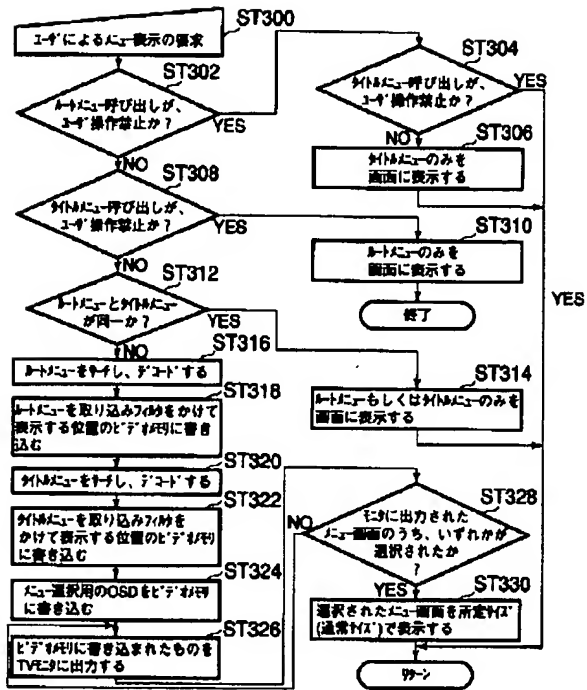 ST300
ユーザによるメニュー表示の要求
ST302
ルートメニュー呼び出しが、
ユーザ操作禁止か?
YES
NO
ST304
タイトルメニュー呼び出しが、
ユーザ操作禁止か?
YES
NO
ST306
タイトルメニューのみを
画面に表示する
ST308
タイトルメニュー呼び出しが、
ユーザ操作禁止か?
YES
NO
ST310
ルートメニューのみを
画面に表示する
終了
YES
ST312
ルートメニューとタイトルメニュー
が同一か?
YES
NO
ST314
ルートメニューもしくはタイトルメニューのみを
画面に表示する
ST316
ルートメニューをサーチし、デコードする
ST318
ルートメニューを取り込みフィルタをかけて
表示する位置のビデオメモリに書き
込む
ST320
タイトルメニューをサーチし、デコードする
ST322
タイトルメニューを取り込みフィルタを
かけて表示する位置のビデオメモリ
に書き込む
ST324
メニュー選択用のOSDをビデオメモリ
に書き込む
ST326
ビデオメモリに書き込まれたものを
TVモニタに出力する
ST328
モニタに出力された
メニュー画面のうち、いずれかが
選択されたか
?
NO
YES
ST330
選択されたメニュー画面を所定サイズ
(通常サイズ)で表示する
リターン